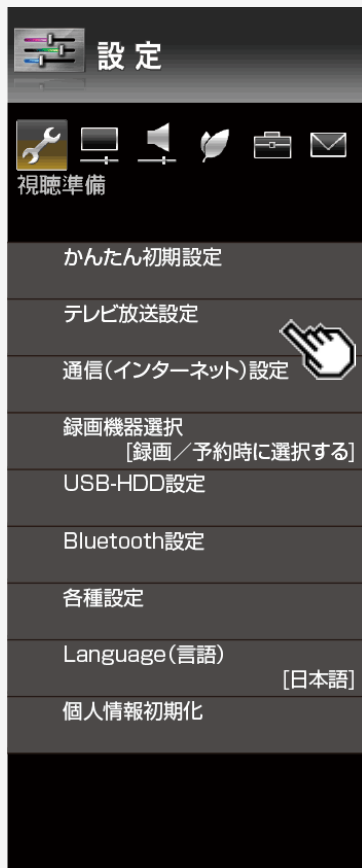 設定
視聴準備
かんたん初期設定
テレビ放送設定
通信(インターネット)設定
録画機器選択
[録画／予約時に選択する]
USB-HDD設定
Bluetooth設定
各種設定
Language(言語)
[日本語]
個人情報初期化